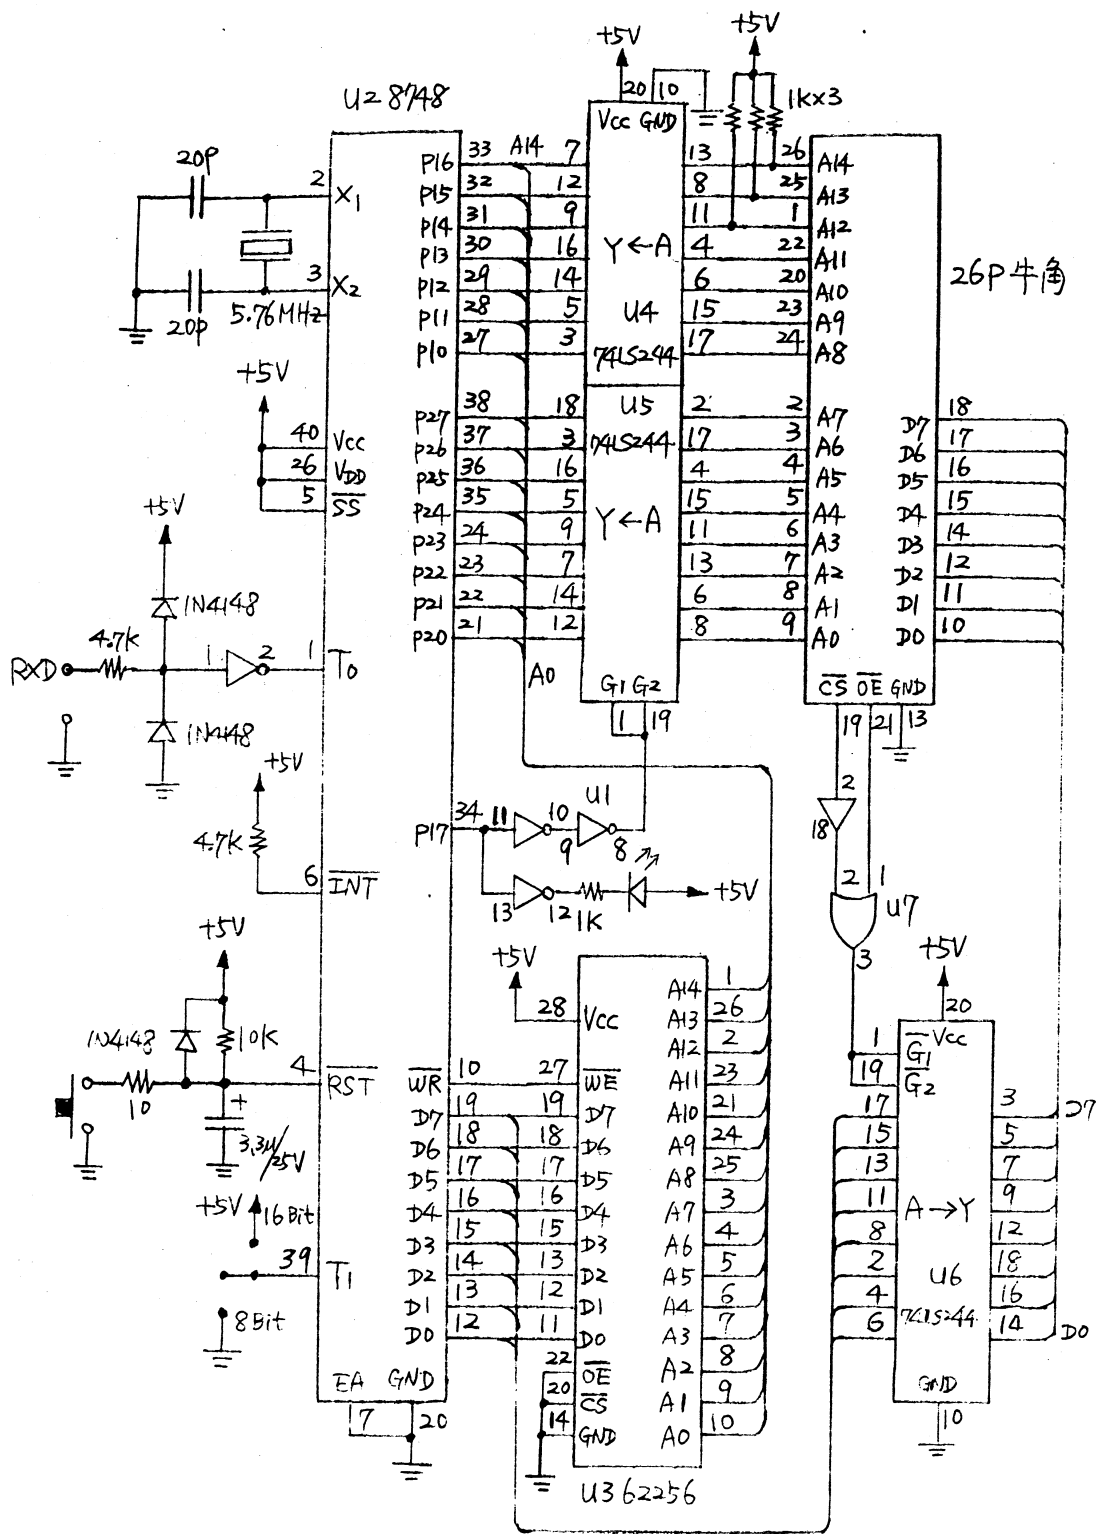 +5V
+5V
20 10
1K×3
U2 8748
Vcc GND
20P
2
X1
3
X2
20P
5.76MHz
P16 33 A14 7 13 26 A14
P15 32 12 8 25 A13
P14 31 9 11 1 A12
P13 30 16 Y←A 4 22 A11
P12 29 14 6 20 A10
P11 28 5 U4 15 23 A9
P10 27 3 74LS244 17 24 A8
26P牛角
+5V
P27 38 18 U5 2 2 A7 D7 18
P26 37 3 74LS244 17 3 A6 D6 17
P25 36 16 4 4 A5 D5 16
P24 35 5 Y←A 15 5 A4 D4 15
P23 24 9 11 6 A3 D3 14
P22 23 7 13 7 A2 D2 12
P21 22 14 6 8 A1 D1 11
P20 21 12 8 9 A0 D0 10
40 Vcc
26 VDD
5 SS
+5V
1N4148
4.7K
RXD
1 2 1 T0
1N4148
A0
G1 G2
1 19
CS OE GND
19 21 13
+5V
4.7K
6 INT
P17 34 11 10 U1
9 8
13 12 1K
+5V
2
18
2 1
U7
3
+5V
1N4148
10K
10
4 RST
3.3μ/25V
+5V
16Bit
39 T1
8Bit
+5V
28 Vcc
A14 1
A13 26
A12 2
WR 10 27 WE A11 23
D7 19 19 D7 A10 21
D6 18 18 D6 A9 24
D5 17 17 D5 A8 25
D4 16 16 D4 A7 3
D3 15 15 D3 A6 4
D2 14 13 D2 A5 5
D1 13 12 D1 A4 6
D0 12 11 D0 A3 7
22 OE A2 8
20 CS A1 9
14 GND A0 10
EA GND
7 20
U3 62256
+5V
20
1 G1 Vcc
19 G2
17 3 D7
15 5
13 7
11 A→Y 9
8 12
2 U6 18
4 74LS244 16
6 14 D0
GND
10